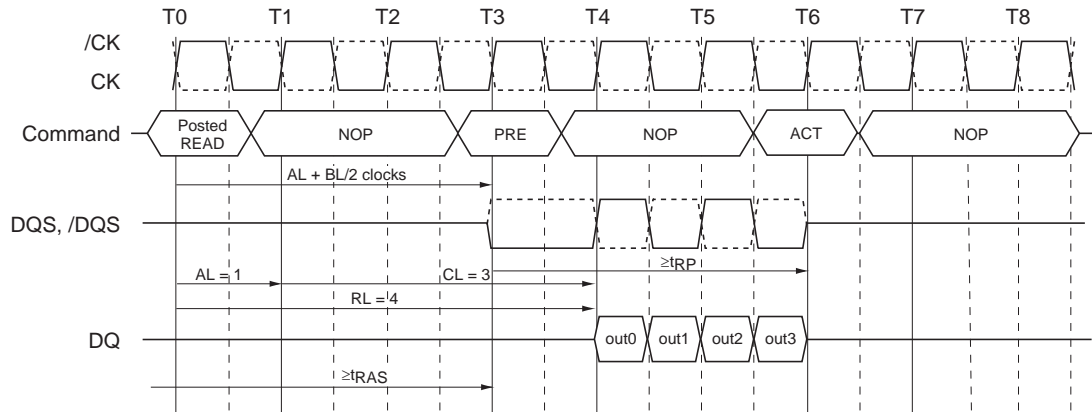 T0 T1 T2 T3 T4 T5 T6 T7 T8
/CK
CK
Command Posted READ NOP PRE NOP ACT NOP
AL + BL/2 clocks
DQS, /DQS
≥tRP
AL = 1 CL = 3
RL = 4
DQ out0 out1 out2 out3
≥tRAS